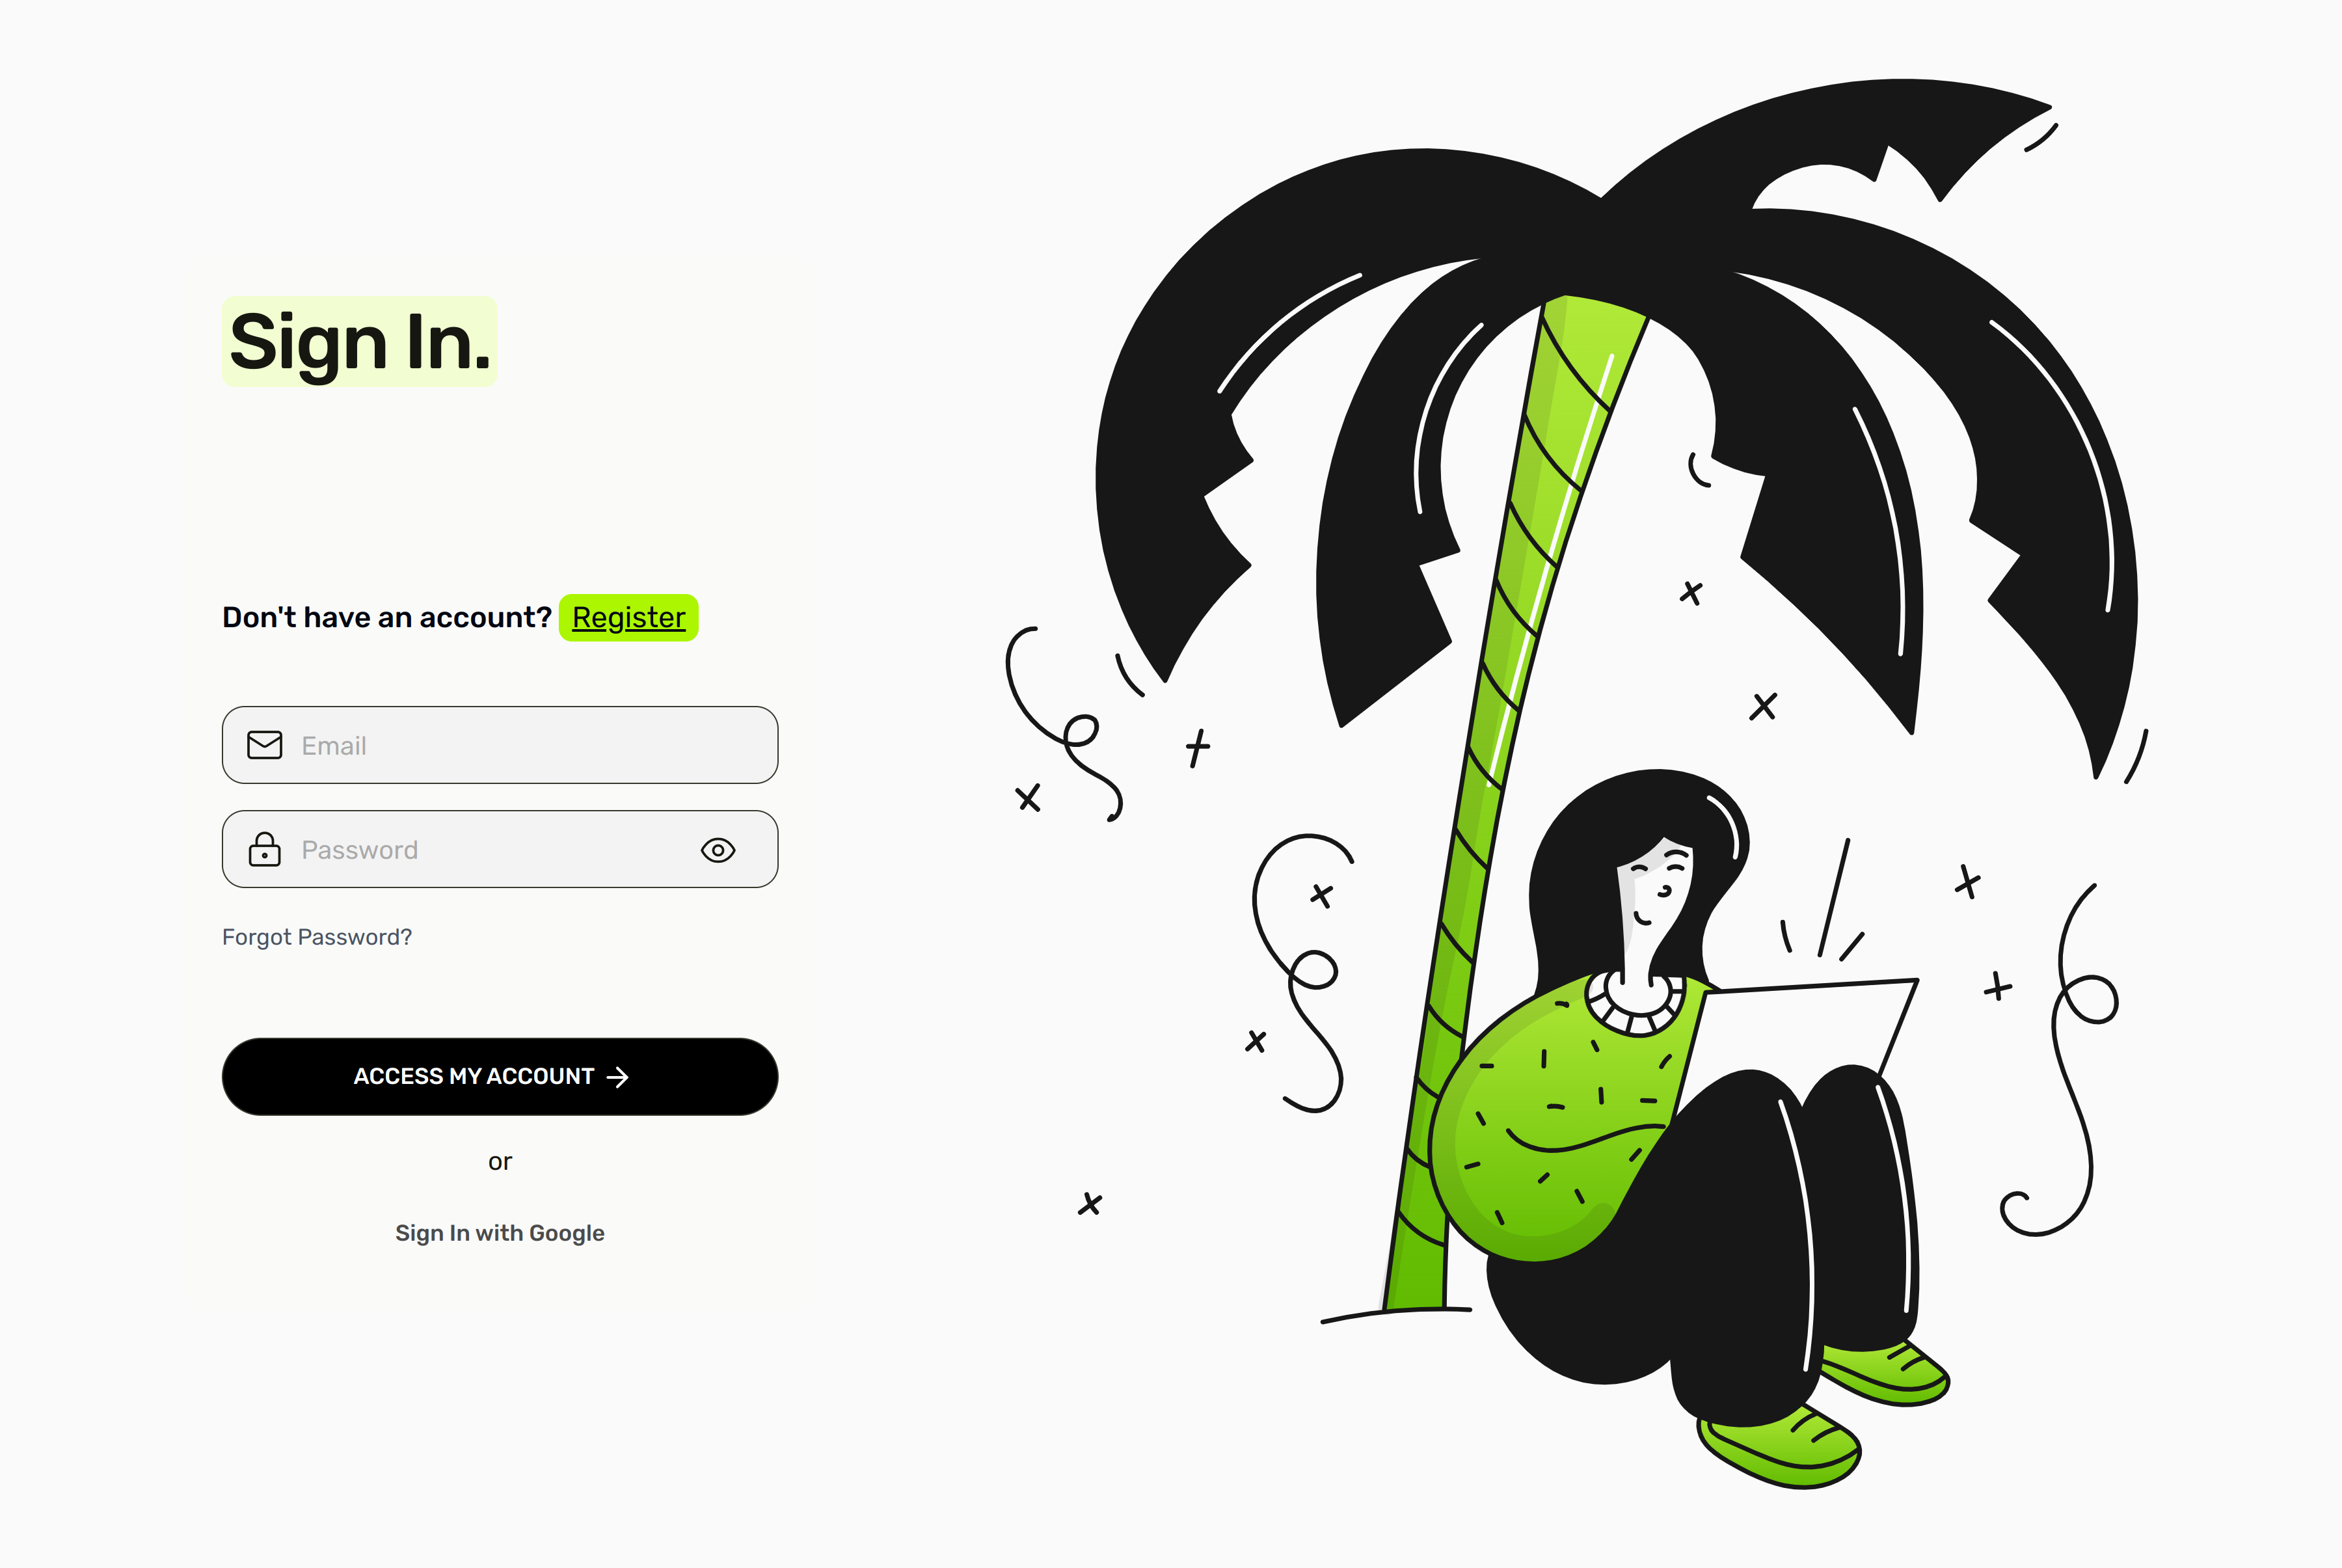 Sign In.
Don't have an account? Register
Email
Password
Forgot Password?
ACCESS MY ACCOUNT →
or
Sign In with Google